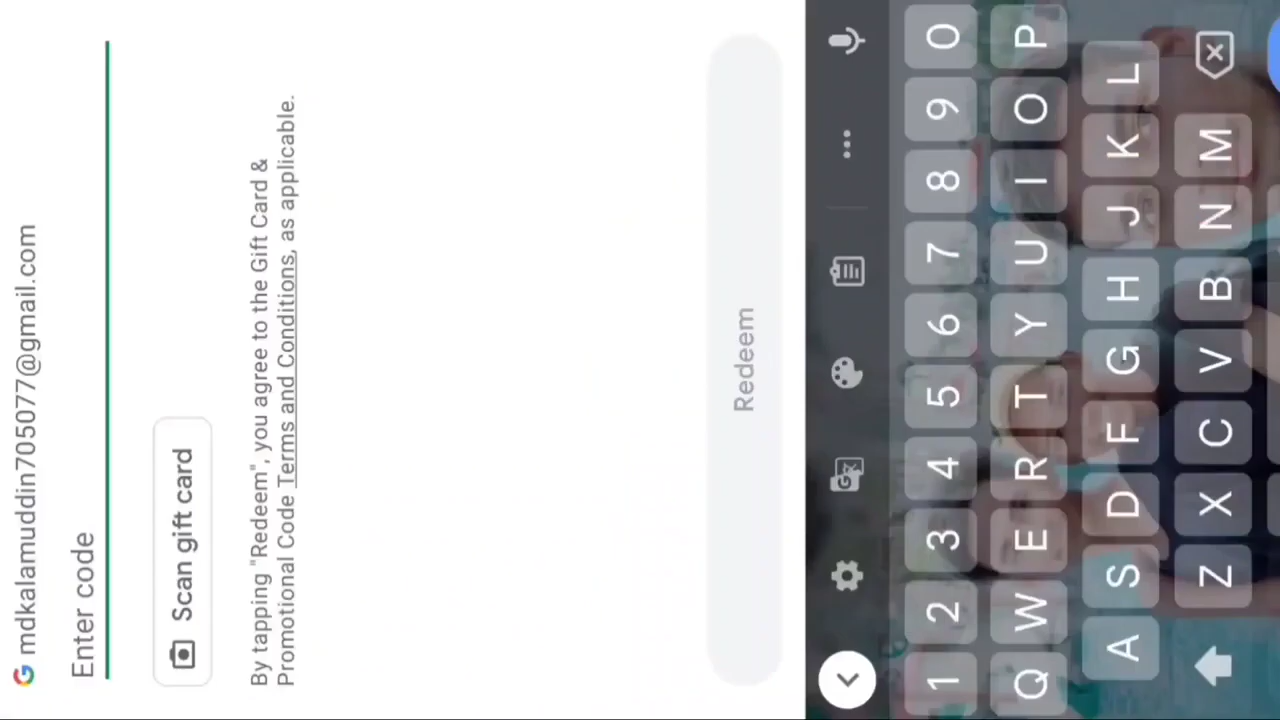 mdkalamuddin705077@gmail.com
Enter code
Scan gift card
By tapping "Redeem", you agree to the Gift Card &
Promotional Code Terms and Conditions, as applicable.
Redeem
1 2 3 4 5 6 7 8 9 0
Q W E R T Y U I O P
A S D F G H J K L
Z X C V B N M